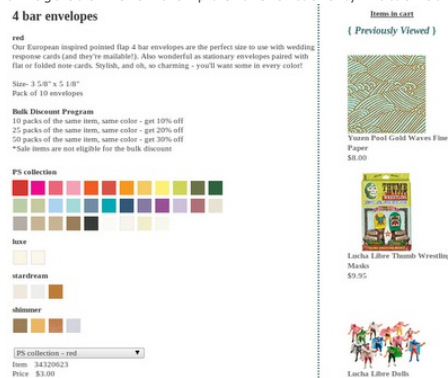 4 bar envelopes
red
Our European inspired pointed flap 4 bar envelopes are the perfect size to use with wedding
response cards (and they're mailable!). Also wonderful as stationary envelopes paired with
flat or folded note cards. Stylish, and oh, so charming - you'll want some in every color!
Size- 3 5/8" x 5 1/8"
Pack of 10 envelopes
Bulk Discount Program
10 packs of the same item, same color - get 10% off
25 packs of the same item, same color - get 20% off
50 packs of the same item, same color - get 30% off
*Sale items are not eligible for the bulk discount
PS collection
luxe
stardream
shimmer
PS collection - red
Item 34320623
Price $3.00
Items in cart
{ Previously Viewed }
Yuzen Pool Gold Waves Fine
Paper
$8.00
THUMB
WRESTLING
Lucha Libre Thumb Wrestling
Masks
$9.95
Lucha Libre Dolls